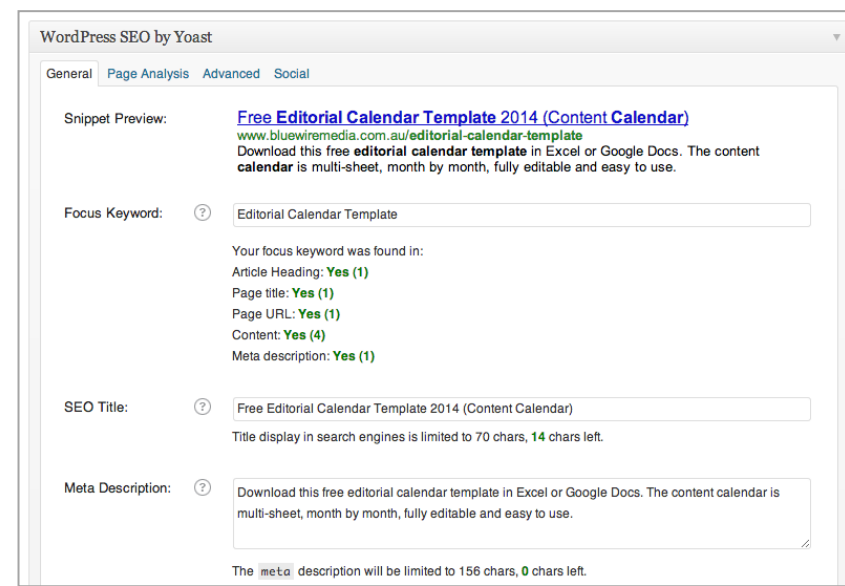 WordPress SEO by Yoast
General Page Analysis Advanced Social
Snippet Preview:
Free Editorial Calendar Template 2014 (Content Calendar)
www.bluewiremedia.com.au/editorial-calendar-template
Download this free editorial calendar template in Excel or Google Docs. The content
calendar is multi-sheet, month by month, fully editable and easy to use.
Focus Keyword: ? Editorial Calendar Template
Your focus keyword was found in:
Article Heading: Yes (1)
Page title: Yes (1)
Page URL: Yes (1)
Content: Yes (4)
Meta description: Yes (1)
SEO Title: ? Free Editorial Calendar Template 2014 (Content Calendar)
Title display in search engines is limited to 70 chars, 14 chars left.
Meta Description: ? Download this free editorial calendar template in Excel or Google Docs. The content calendar is
multi-sheet, month by month, fully editable and easy to use.
The meta description will be limited to 156 chars, 0 chars left.